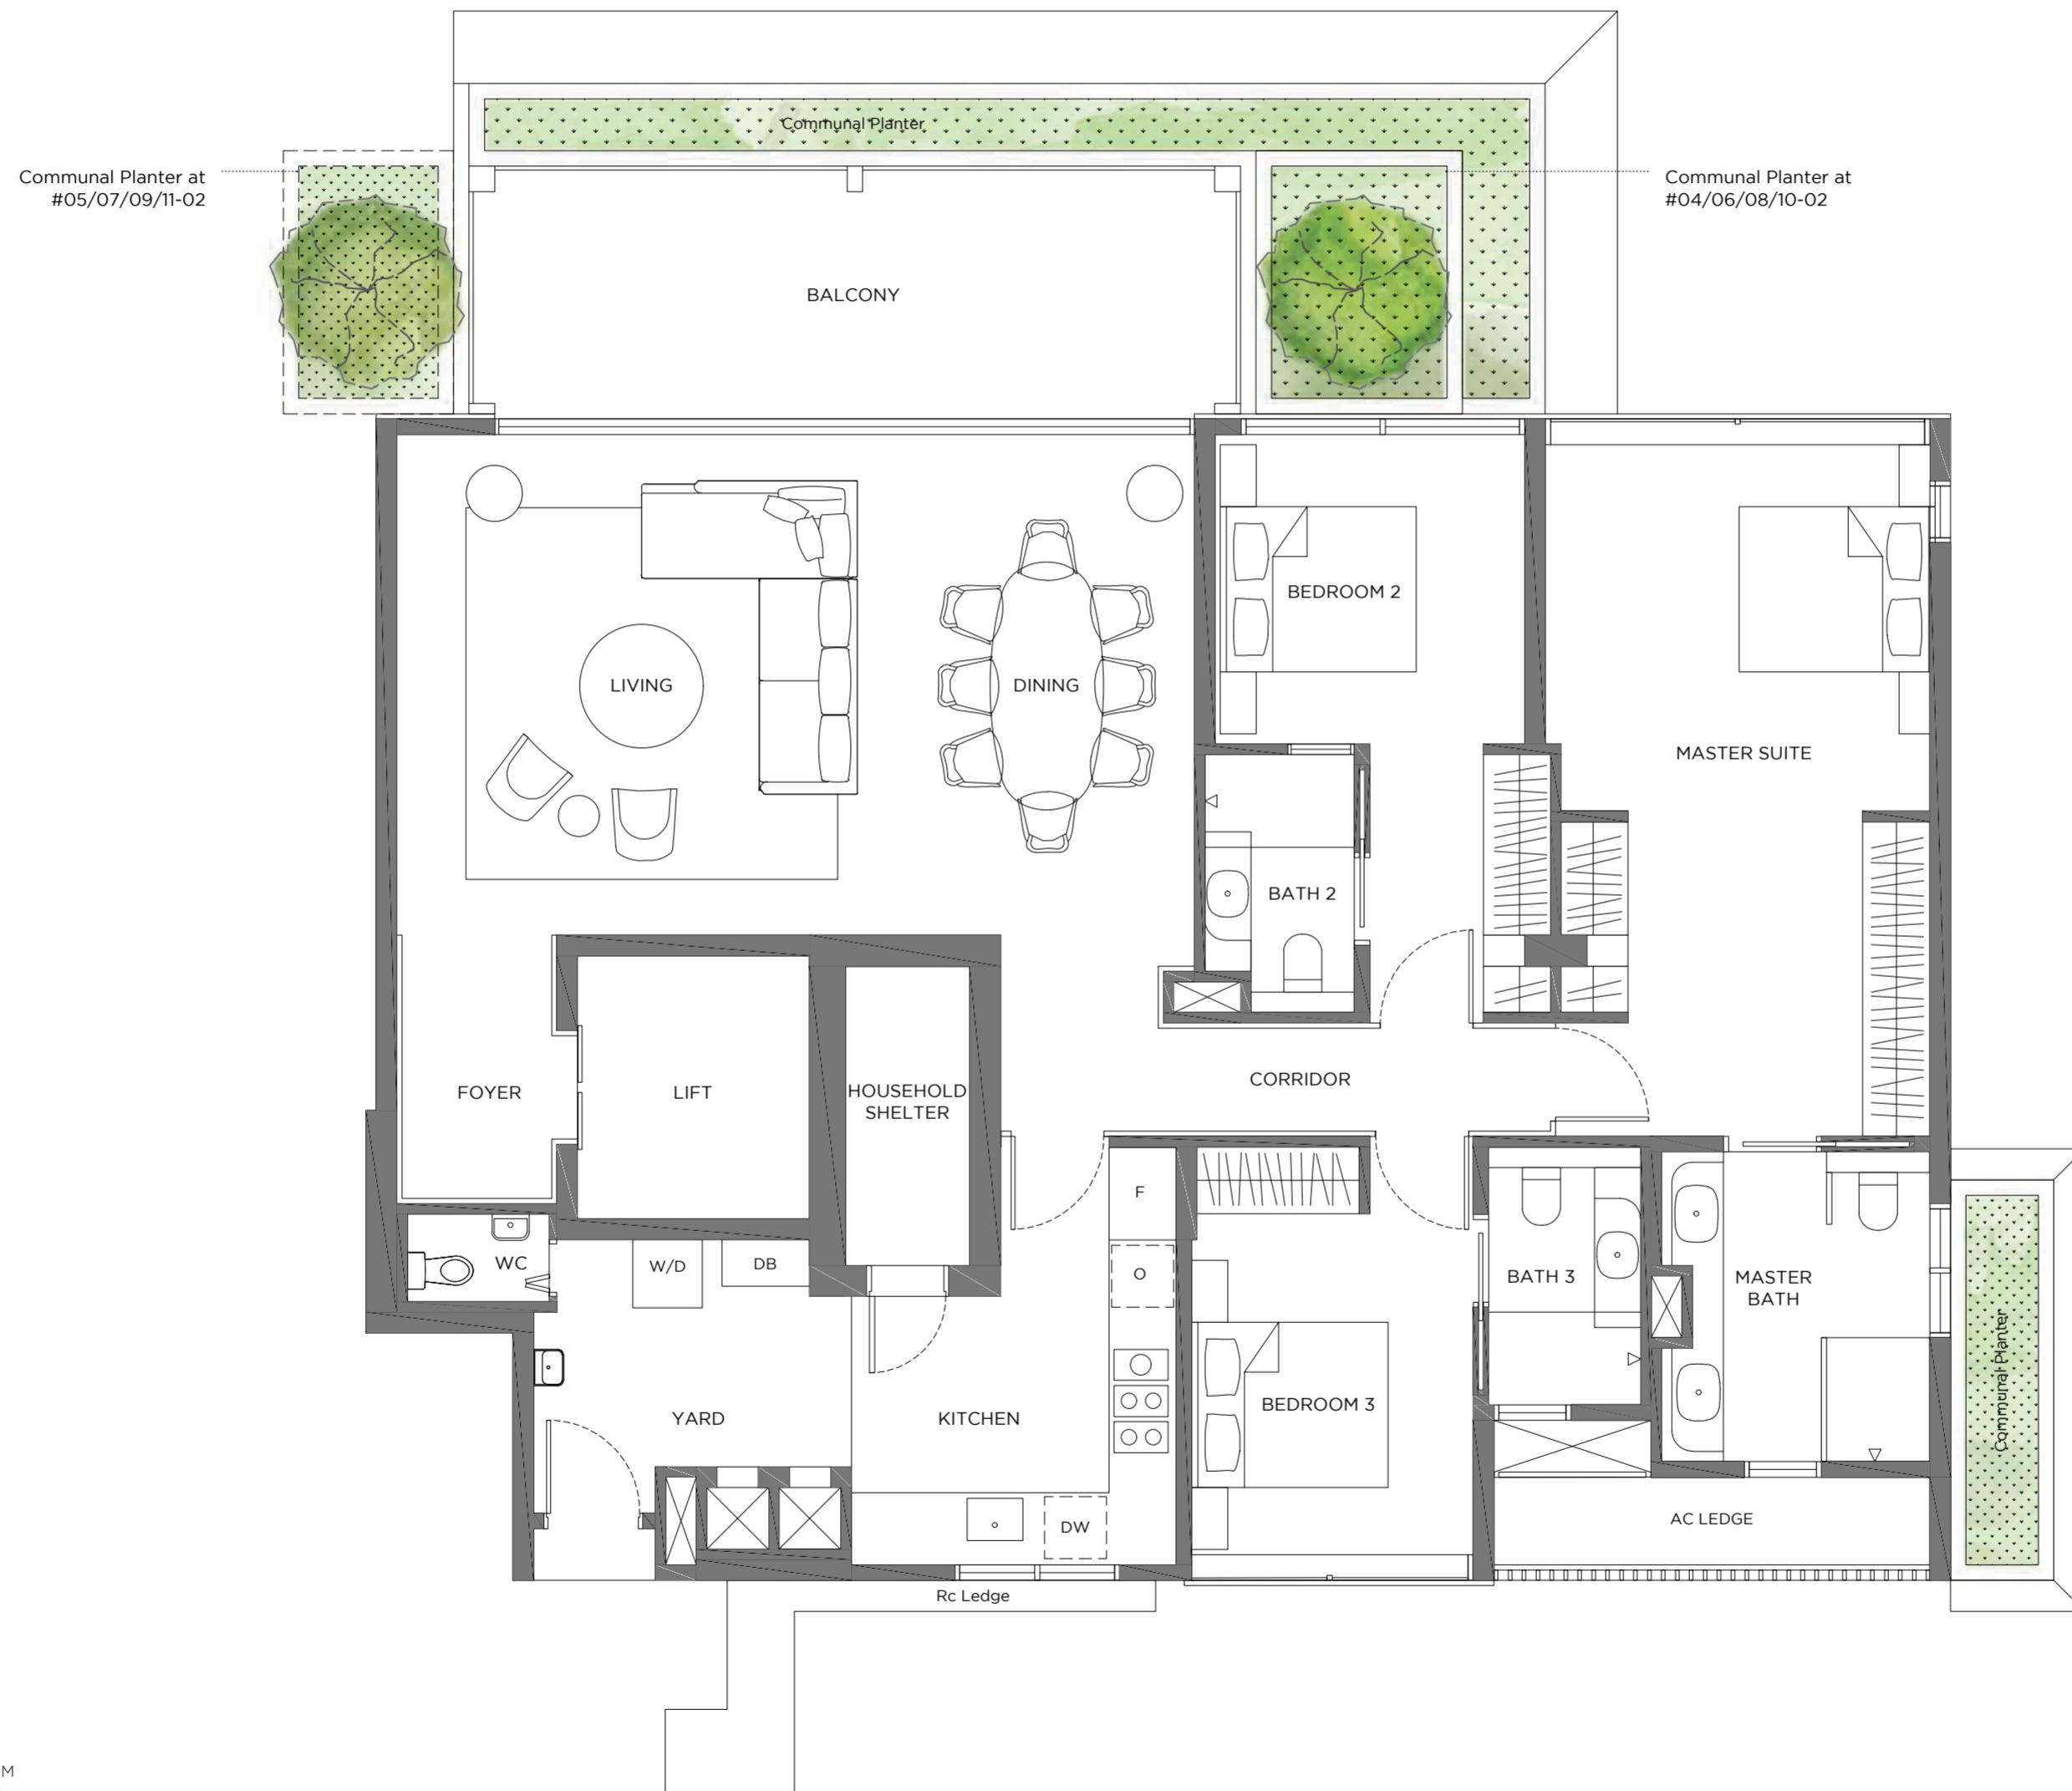 Communal Planter
Communal Planter at
#05/07/09/11-02
Communal Planter at
#04/06/08/10-02
BALCONY
BEDROOM 2
LIVING
DINING
MASTER SUITE
BATH 2
FOYER
LIFT
HOUSEHOLD
SHELTER
CORRIDOR
F
WC
W/D
DB
O
BATH 3
MASTER
BATH
Communal Planter
YARD
KITCHEN
BEDROOM 3
DW
AC LEDGE
Rc Ledge
M